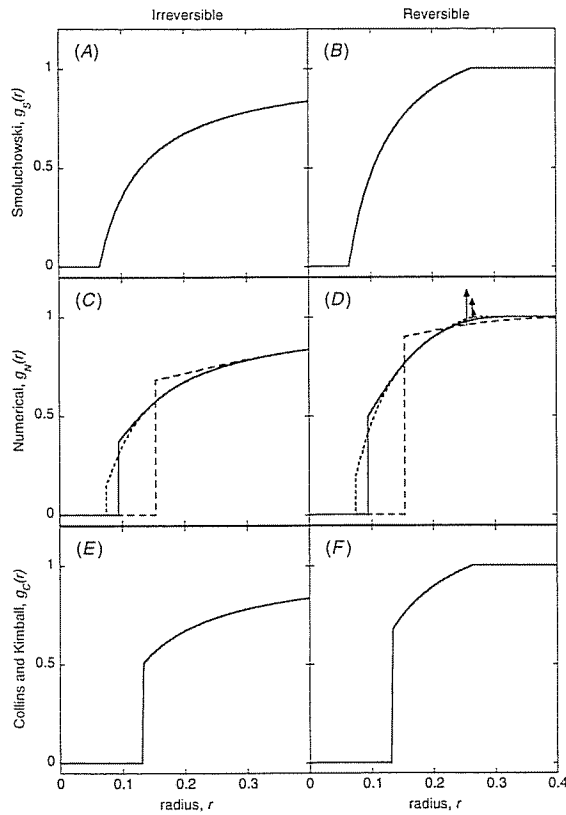 Irreversible
Reversible
Smoluchowski, g_S(r)
(A)
(B)
1
0.5
0
Numerical, g_N(r)
(C)
(D)
1
0.5
0
Collins and Kimball, g_C(r)
(E)
(F)
1
0.5
0
0 0.1 0.2 0.3
0 0.1 0.2 0.3 0.4
radius, r
radius, r